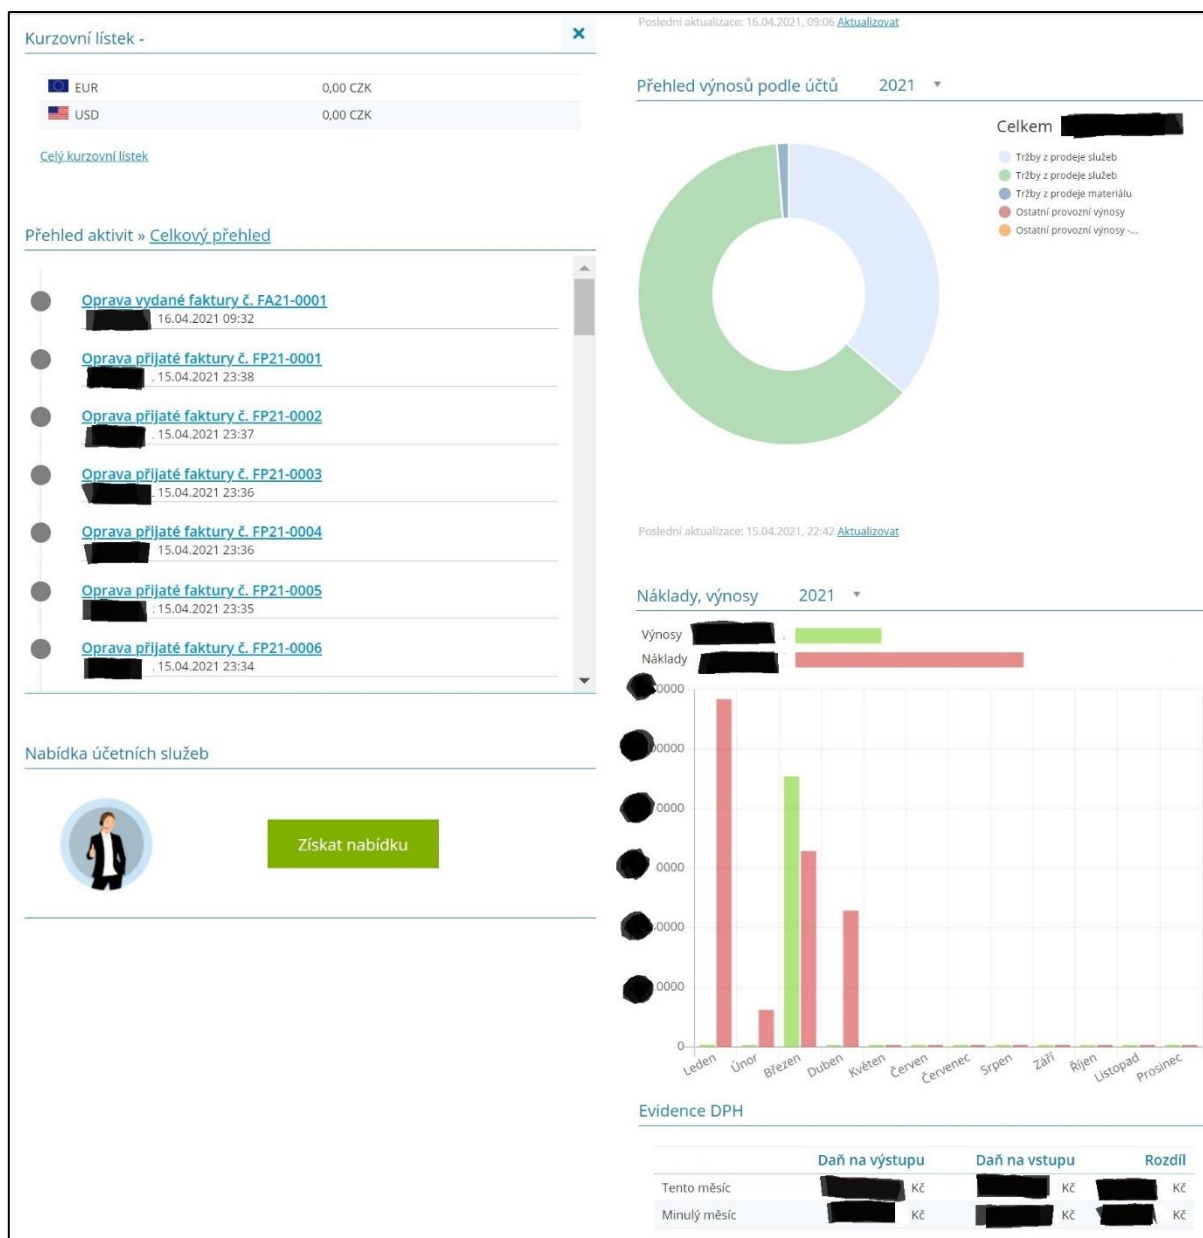 Kurzovní lístek -
EUR 0,00 CZK
USD 0,00 CZK
Celý kurzovní lístek
Přehled aktivit » Celkový přehled
Oprava vydané faktury č. FA21-0001
16.04.2021 09:32
Oprava přijaté faktury č. FP21-0001
15.04.2021 23:38
Oprava přijaté faktury č. FP21-0002
15.04.2021 23:37
Oprava přijaté faktury č. FP21-0003
15.04.2021 23:36
Oprava přijaté faktury č. FP21-0004
15.04.2021 23:36
Oprava přijaté faktury č. FP21-0005
15.04.2021 23:35
Oprava přijaté faktury č. FP21-0006
15.04.2021 23:34
Nabídka účetních služeb
Získat nabídku
Poslední aktualizace: 16.04.2021, 09:06 Aktualizovat
Přehled výnosů podle účtů 2021
Celkem
Tržby z prodeje služeb
Tržby z prodeje služeb
Tržby z prodeje materiálu
Ostatní provozní výnosy
Ostatní provozní výnosy -...
Poslední aktualizace: 15.04.2021, 22:42 Aktualizovat
Náklady, výnosy 2021
Výnosy
Náklady
0
Leden Únor Březen Duben Květen Červen Červenec Srpen Září Říjen Listopad Prosinec
Evidence DPH
Daň na výstupu Daň na vstupu Rozdíl
Tento měsíc Kč Kč Kč
Minulý měsíc Kč Kč Kč